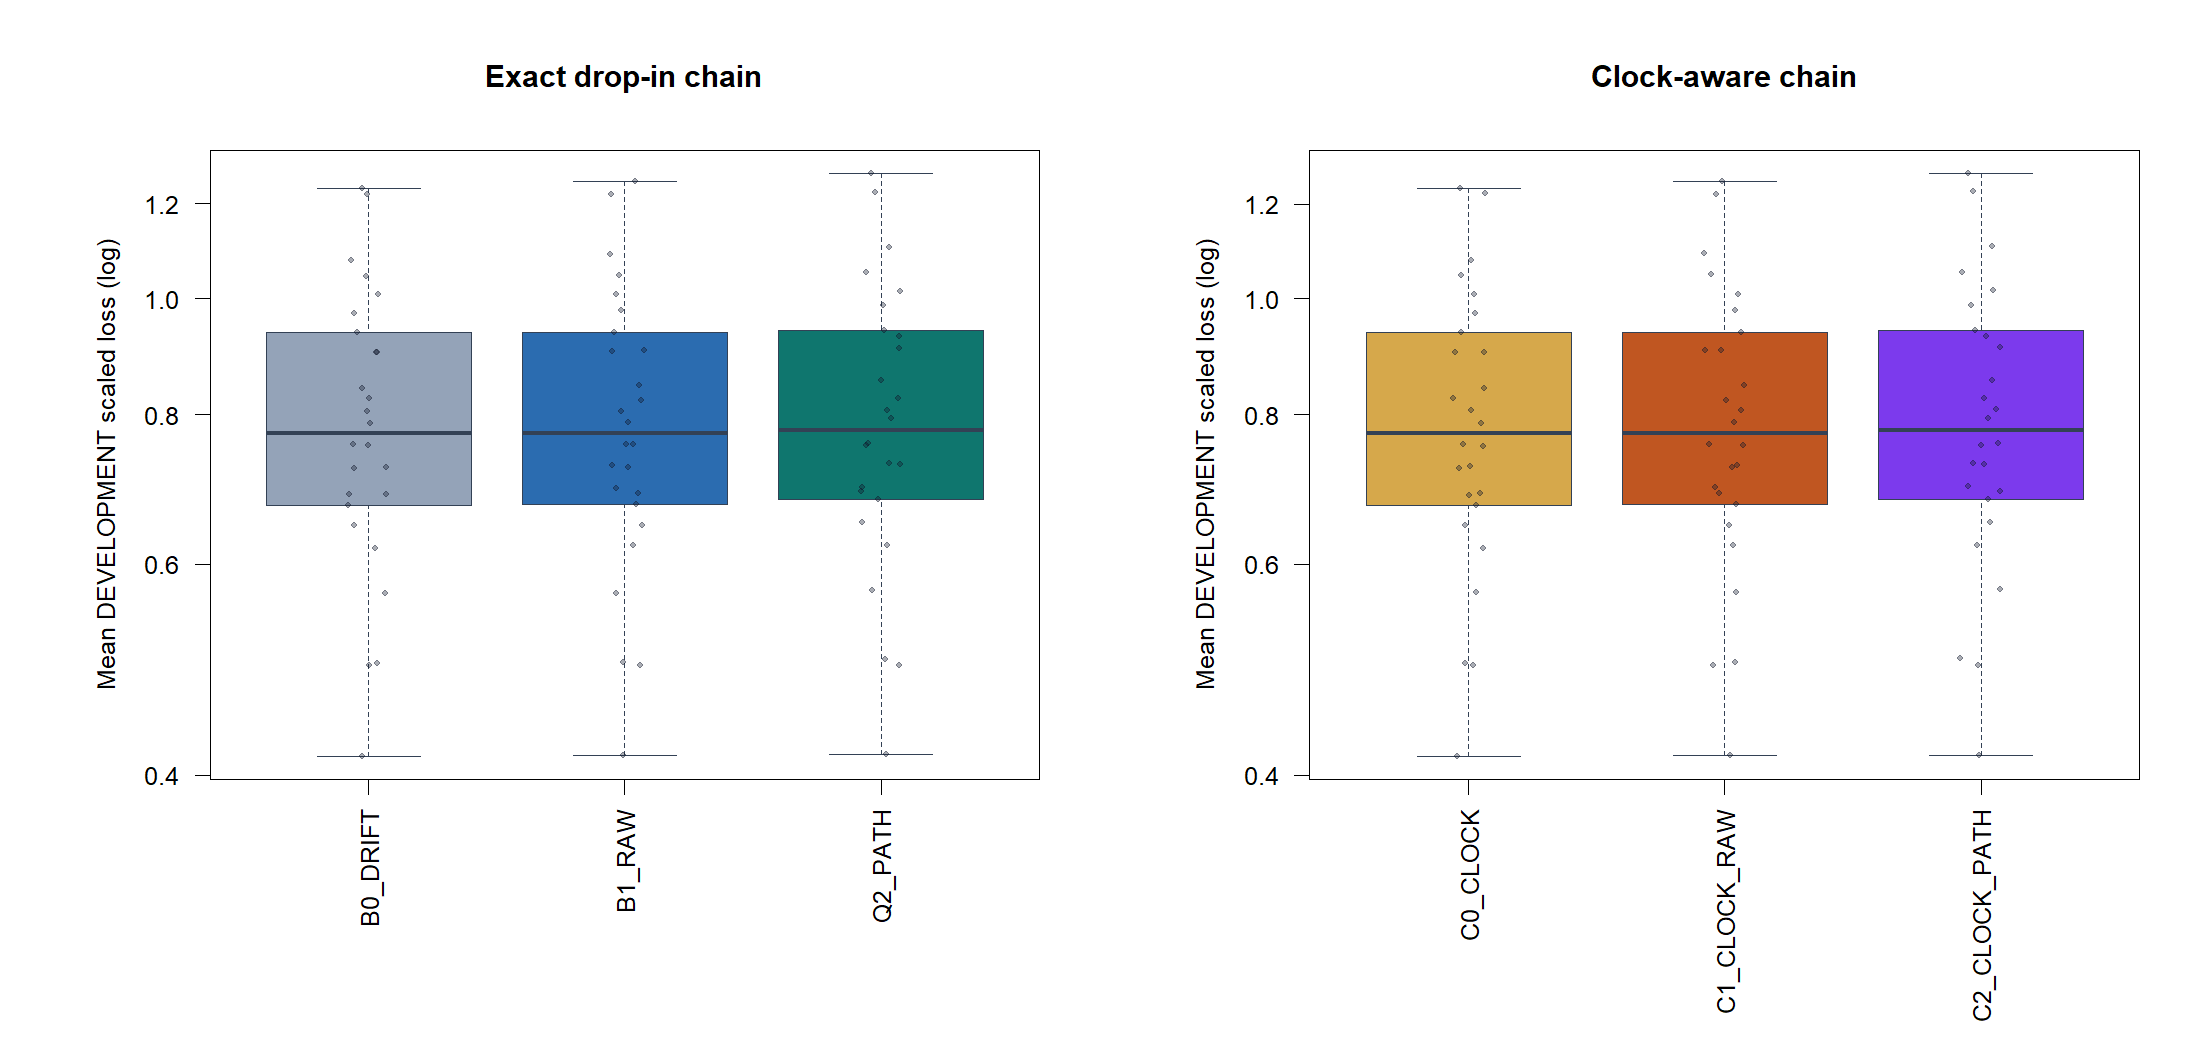 Exact drop-in chain
Mean DEVELOPMENT scaled loss (log)
1.2
1.0
0.8
0.6
0.4
B0_DRIFT
B1_RAW
Q2_PATH
Clock-aware chain
Mean DEVELOPMENT scaled loss (log)
1.2
1.0
0.8
0.6
0.4
C0_CLOCK
C1_CLOCK_RAW
C2_CLOCK_PATH